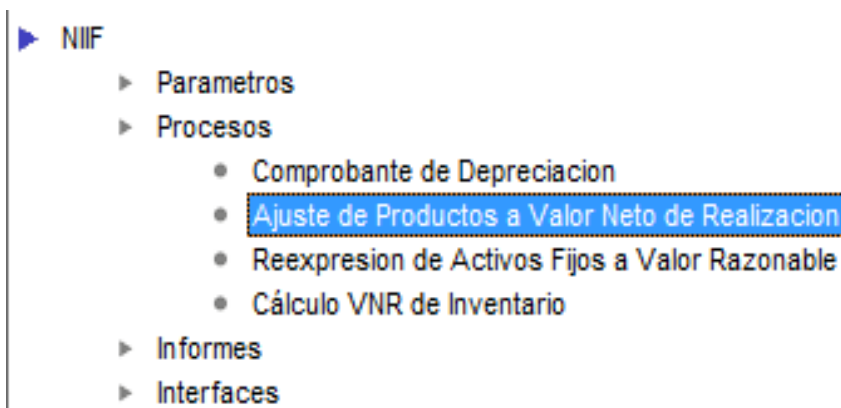 NIIF
Parametros
Procesos
Comprobante de Depreciacion
Ajuste de Productos a Valor Neto de Realizacion
Reexpresion de Activos Fijos a Valor Razonable
Cálculo VNR de Inventario
Informes
Interfaces